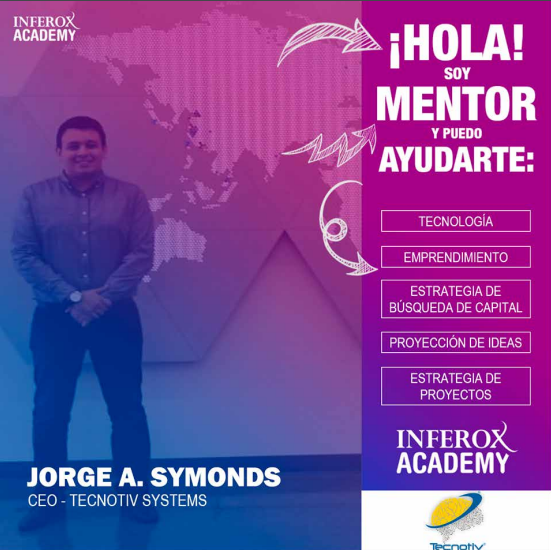 INFEROX
ACADEMY
¡HOLA!
SOY
MENTOR
Y PUEDO
AYUDARTE:
TECNOLOGÍA
EMPRENDIMIENTO
ESTRATEGIA DE
BÚSQUEDA DE CAPITAL
PROYECCIÓN DE IDEAS
ESTRATEGIA DE
PROYECTOS
INFEROX
ACADEMY
JORGE A. SYMONDS
CEO - TECNOTIV SYSTEMS
Tecnotiv